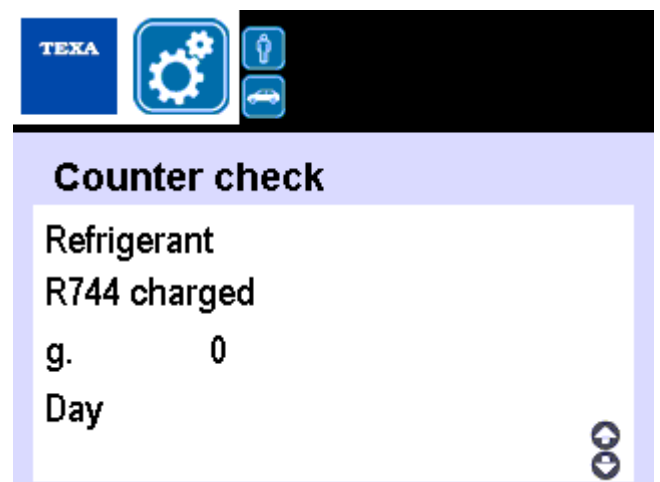 TEXA
Counter check
Refrigerant
R744 charged
g. 0
Day